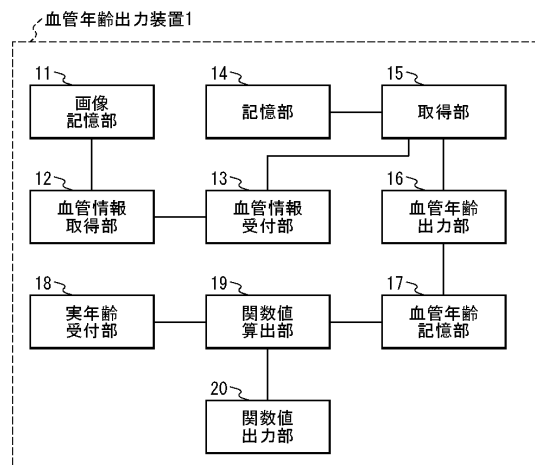 血管年齢出力装置1
11
画像
記憶部
14
記憶部
15
取得部
12
血管情報
取得部
13
血管情報
受付部
16
血管年齢
出力部
18
実年齢
受付部
19
関数値
算出部
17
血管年齢
記憶部
20
関数値
出力部